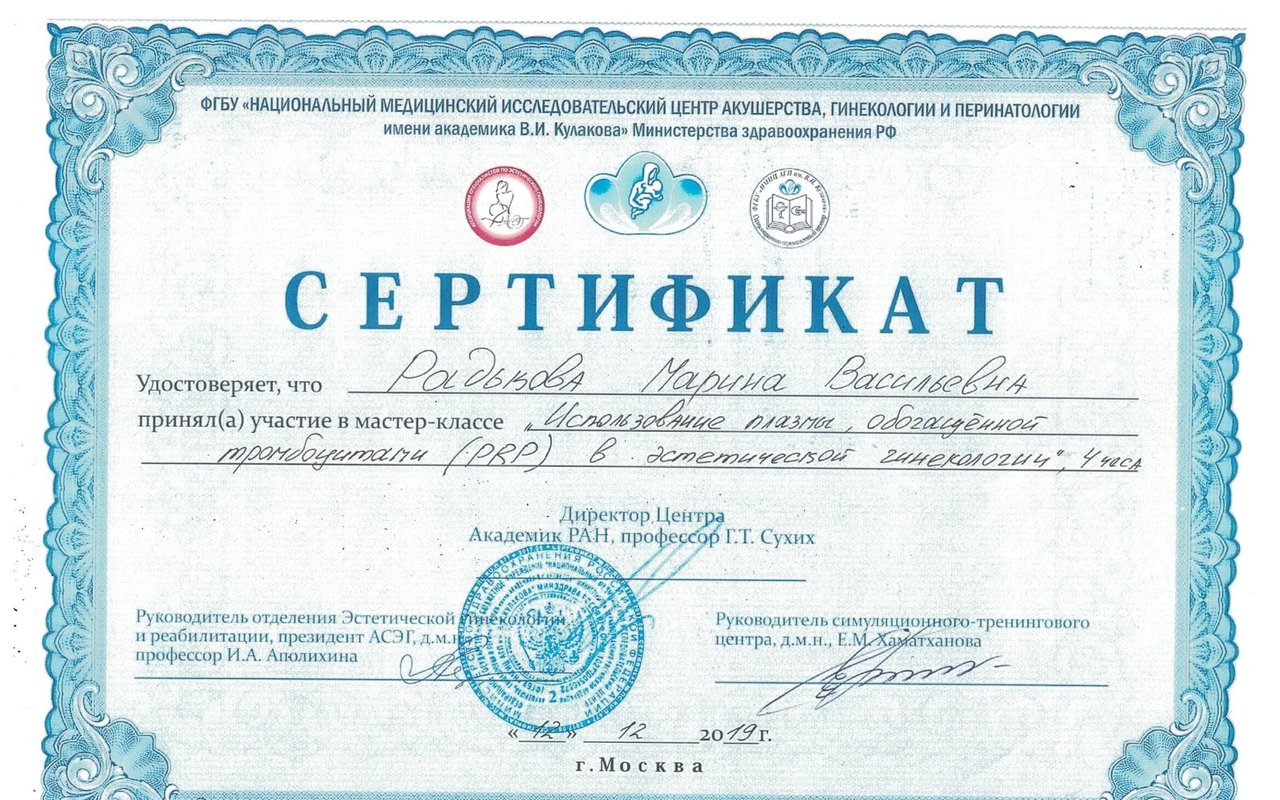 ФГБУ «НАЦИОНАЛЬНЫЙ МЕДИЦИНСКИЙ ИССЛЕДОВАТЕЛЬСКИЙ ЦЕНТР АКУШЕРСТВА, ГИНЕКОЛОГИИ И ПЕРИНАТОЛОГИИ
имени академика В.И. Кулакова» Министерства здравоохранения РФ
СЕРТИФИКАТ
Удостоверяет, что Радькова Марина Васильевна
принял(а) участие в мастер-классе „Использование плазмы, обогащённой
тромбоцитами (PRP) в эстетической гинекологии", 4 часа
Директор Центра
Академик РАН, профессор Г.Т. Сухих
Руководитель отделения Эстетической гинекологии
и реабилитации, президент АСЭГ, д.м.н.
профессор И.А. Аполихина
Руководитель симуляционно-тренингового
центра, д.м.н., Е.М. Хаматханова
«12» 12 2019 г.
г.Москва